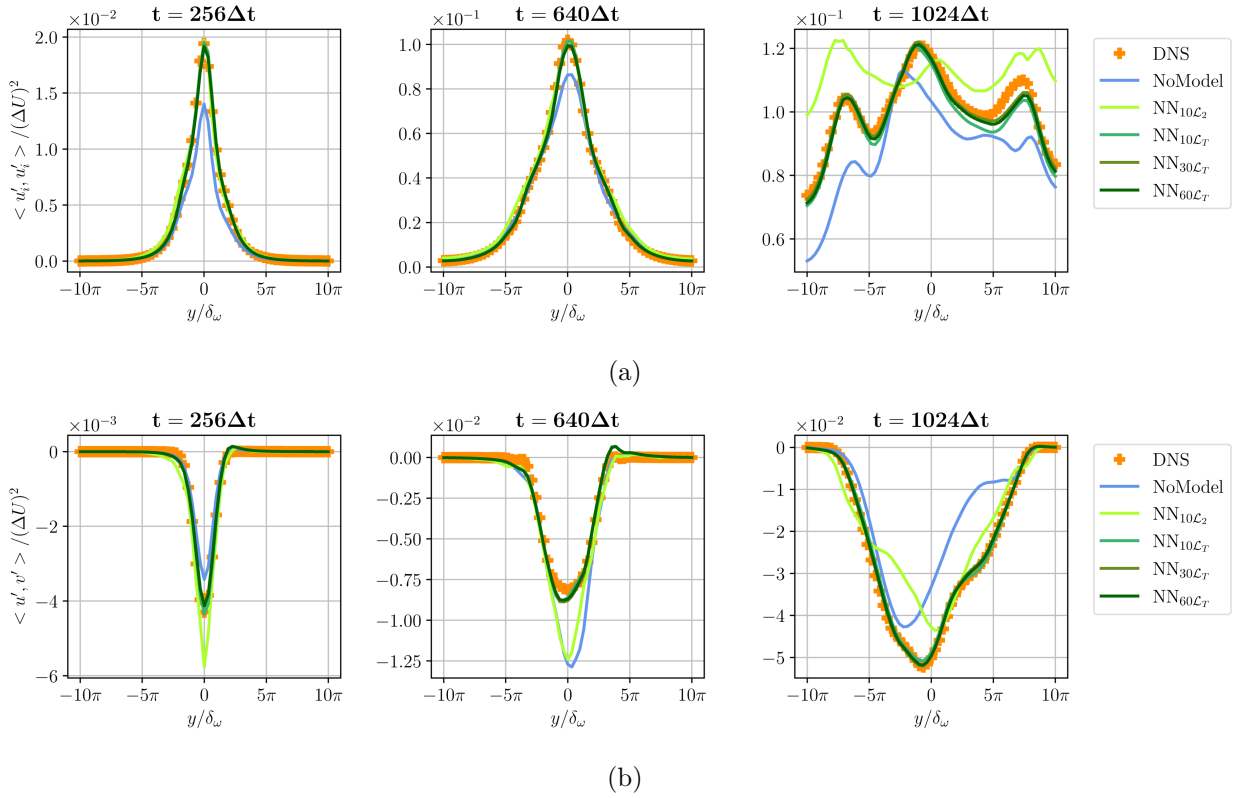 t = 256Δt
t = 640Δt
t = 1024Δt
×10⁻²
×10⁻¹
×10⁻¹
< u′ᵢ, u′ᵢ > /(ΔU)²
2.0
1.5
1.0
0.5
0.0
−10π −5π 0 5π 10π
y/δ_ω
1.0
0.8
0.6
0.4
0.2
0.0
−10π −5π 0 5π 10π
y/δ_ω
1.2
1.0
0.8
0.6
−10π −5π 0 5π 10π
y/δ_ω
DNS
NoModel
NN₁₀𝓛₂
NN₁₀𝓛_T
NN₃₀𝓛_T
NN₆₀𝓛_T
(a)
t = 256Δt
t = 640Δt
t = 1024Δt
×10⁻³
×10⁻²
×10⁻²
< u′, v′ > /(ΔU)²
0
−2
−4
−6
−10π −5π 0 5π 10π
y/δ_ω
0.00
−0.25
−0.50
−0.75
−1.00
−1.25
−10π −5π 0 5π 10π
y/δ_ω
0
−1
−2
−3
−4
−5
−10π −5π 0 5π 10π
y/δ_ω
DNS
NoModel
NN₁₀𝓛₂
NN₁₀𝓛_T
NN₃₀𝓛_T
NN₆₀𝓛_T
(b)